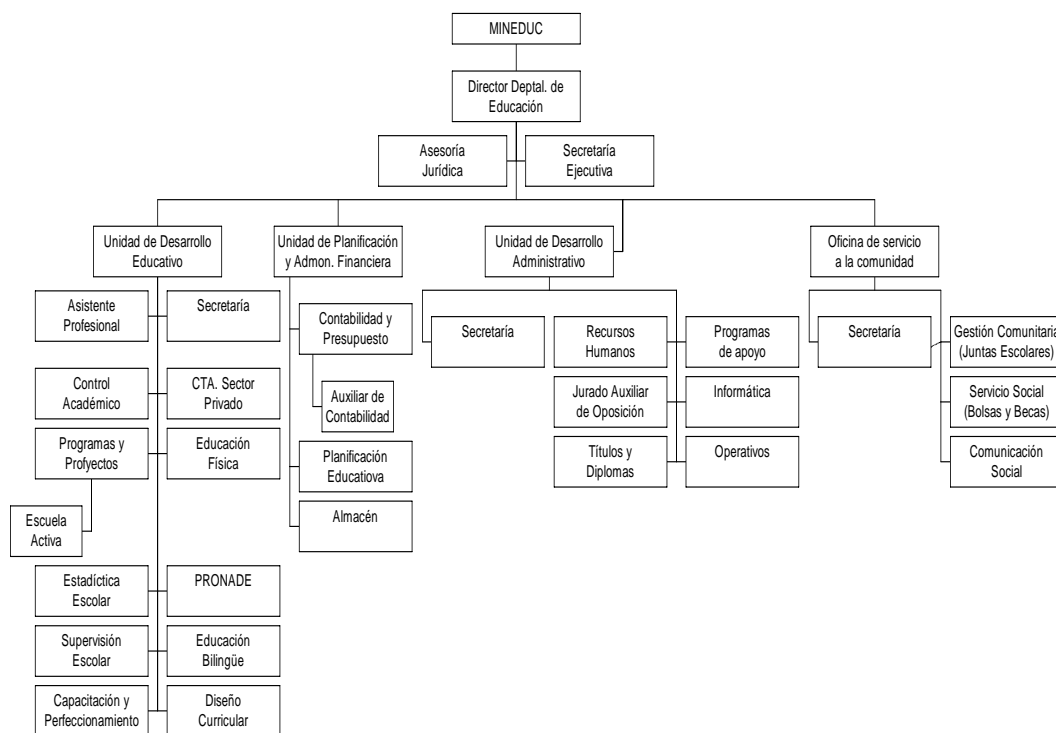 MINEDUC
Director Deptal. de
Educación
Asesoría
Jurídica
Secretaría
Ejecutiva
Unidad de Desarrollo
Educativo
Unidad de Planificación
y Admon. Financiera
Unidad de Desarrollo
Administrativo
Oficina de servicio
a la comunidad
Asistente
Profesional
Secretaría
Control
Académico
CTA. Sector
Privado
Programas y
Profyectos
Educación
Física
Escuela
Activa
Estadíctica
Escolar
PRONADE
Supervisión
Escolar
Educación
Bilingüe
Capacitación y
Perfeccionamiento
Diseño
Curricular
Contabilidad y
Presupuesto
Auxiliar de
Contabilidad
Planificación
Educatiova
Almacén
Secretaría
Recursos
Humanos
Programas
de apoyo
Jurado Auxiliar
de Oposición
Informática
Títulos y
Diplomas
Operativos
Secretaría
Gestión Comunitaria
(Juntas Escolares)
Servicio Social
(Bolsas y Becas)
Comunicación
Social